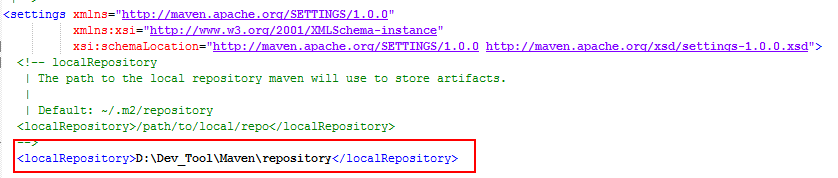 <settings xmlns="http://maven.apache.org/SETTINGS/1.0.0"
xmlns:xsi="http://www.w3.org/2001/XMLSchema-instance"
xsi:schemaLocation="http://maven.apache.org/SETTINGS/1.0.0 http://maven.apache.org/xsd/settings-1.0.0.xsd">
<!-- localRepository
| The path to the local repository maven will use to store artifacts.
|
| Default: ~/.m2/repository
<localRepository>/path/to/local/repo</localRepository>
-->
<localRepository>D:\Dev_Tool\Maven\repository</localRepository>